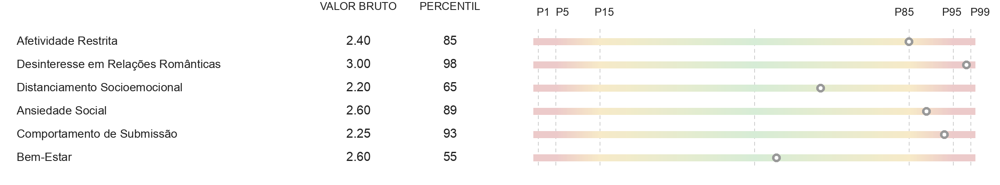 VALOR BRUTO PERCENTIL P1 P5 P15 P85 P95 P99
Afetividade Restrita 2.40 85
Desinteresse em Relações Românticas 3.00 98
Distanciamento Socioemocional 2.20 65
Ansiedade Social 2.60 89
Comportamento de Submissão 2.25 93
Bem-Estar 2.60 55